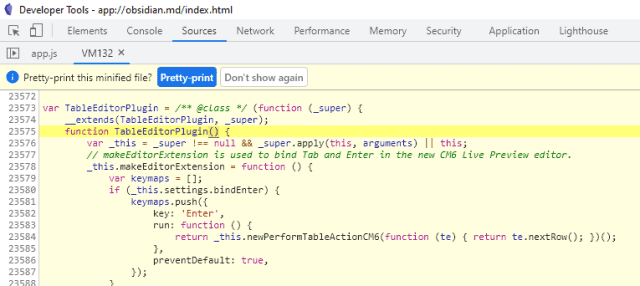 Developer Tools - app://obsidian.md/index.html
Elements Console Sources Network Performance Memory Security Application Lighthouse
app.js VM132 ×
Pretty-print this minified file? Pretty-print Don't show again
23572
23573 var TableEditorPlugin = /** @class */ (function (_super) {
23574 __extends(TableEditorPlugin, _super);
23575 function TableEditorPlugin() {
23576 var _this = _super !== null && _super.apply(this, arguments) || this;
23577 // makeEditorExtension is used to bind Tab and Enter in the new CM6 Live Preview editor.
23578 _this.makeEditorExtension = function () {
23579 var keymaps = [];
23580 if (_this.settings.bindEnter) {
23581 keymaps.push({
23582 key: 'Enter',
23583 run: function () {
23584 return _this.newPerformTableActionCM6(function (te) { return te.nextRow(); })();
23585 },
23586 preventDefault: true,
23587 });
23588 }